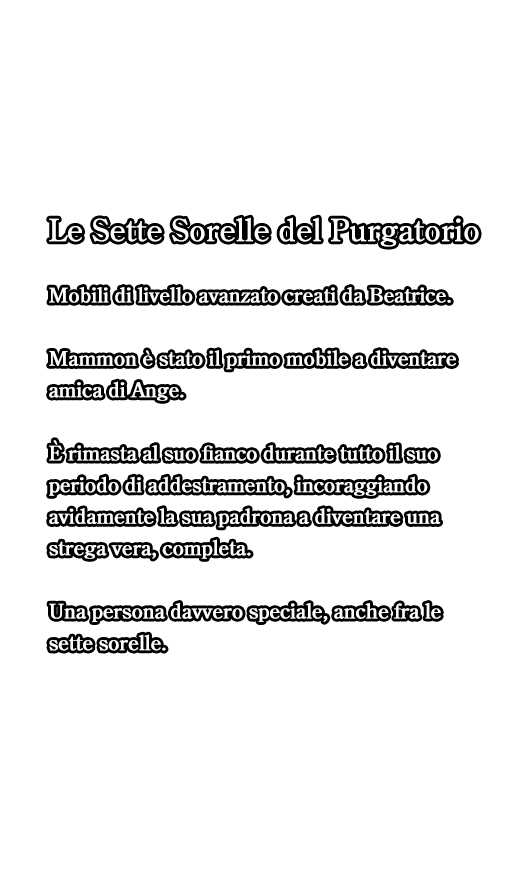 Le Sette Sorelle del Purgatorio
Mobili di livello avanzato creati da Beatrice.
Mammon è stato il primo mobile a diventare
amica di Ange.
È rimasta al suo fianco durante tutto il suo
periodo di addestramento, incoraggiando
avidamente la sua padrona a diventare una
strega vera, completa.
Una persona davvero speciale, anche fra le
sette sorelle.